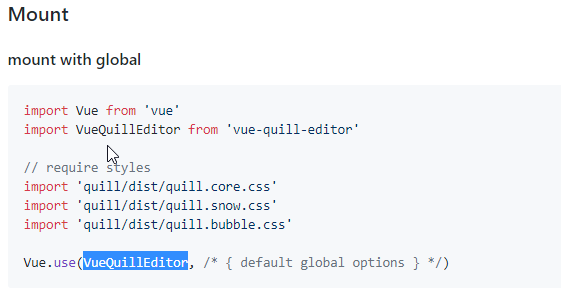 Mount
mount with global
import Vue from 'vue'
import VueQuillEditor from 'vue-quill-editor'
// require styles
import 'quill/dist/quill.core.css'
import 'quill/dist/quill.snow.css'
import 'quill/dist/quill.bubble.css'
Vue.use(VueQuillEditor, /* { default global options } */)